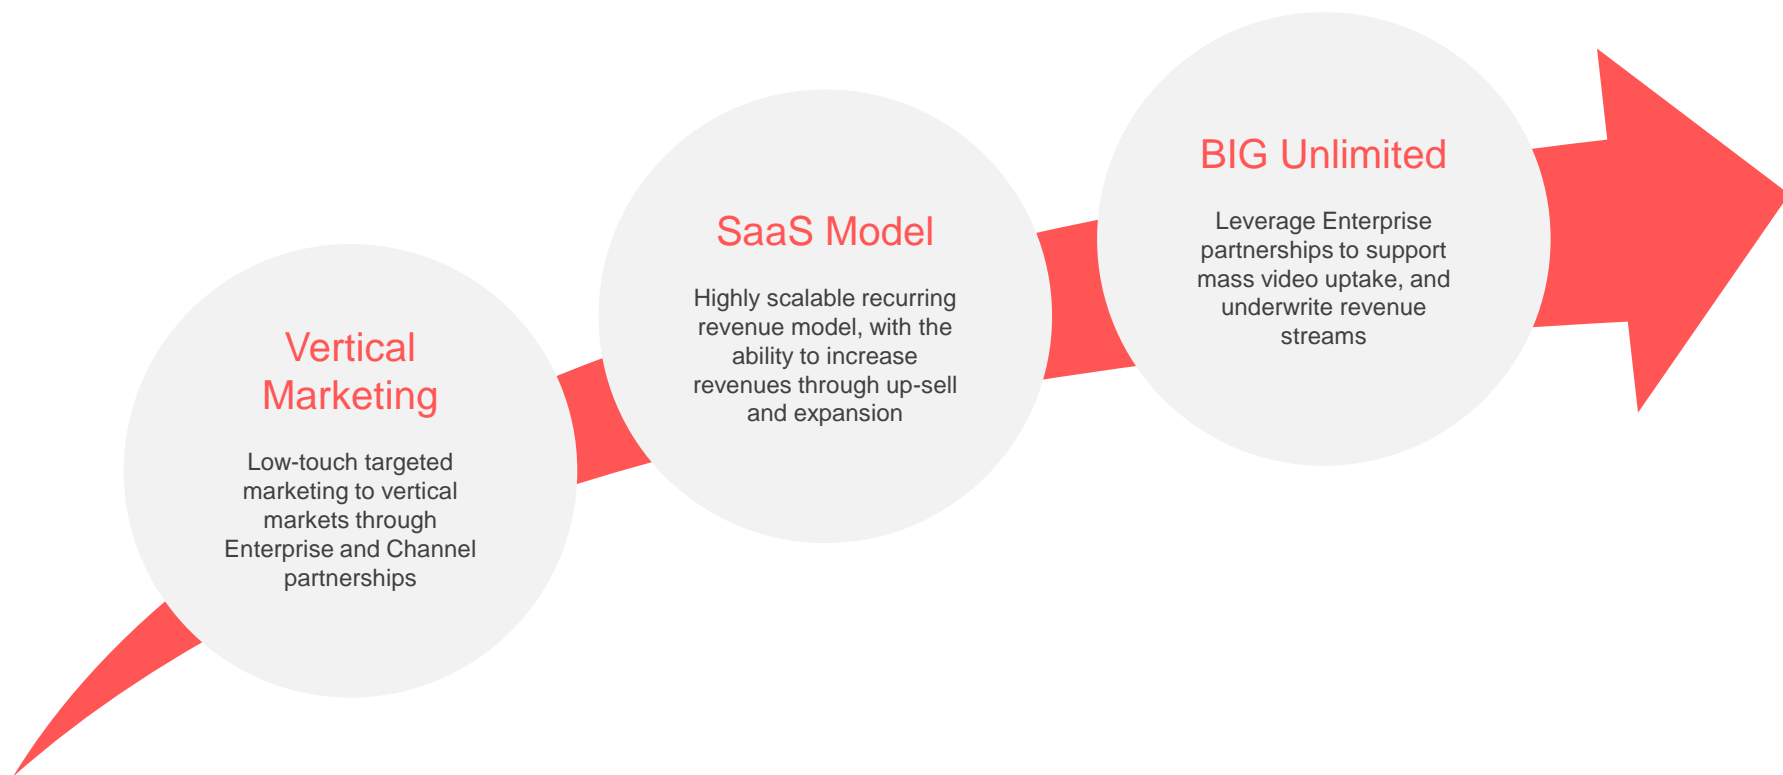 Vertical
Marketing
Low-touch targeted
marketing to vertical
markets through
Enterprise and Channel
partnerships
SaaS Model
Highly scalable recurring
revenue model, with the
ability to increase
revenues through up-sell
and expansion
BIG Unlimited
Leverage Enterprise
partnerships to support
mass video uptake, and
underwrite revenue
streams